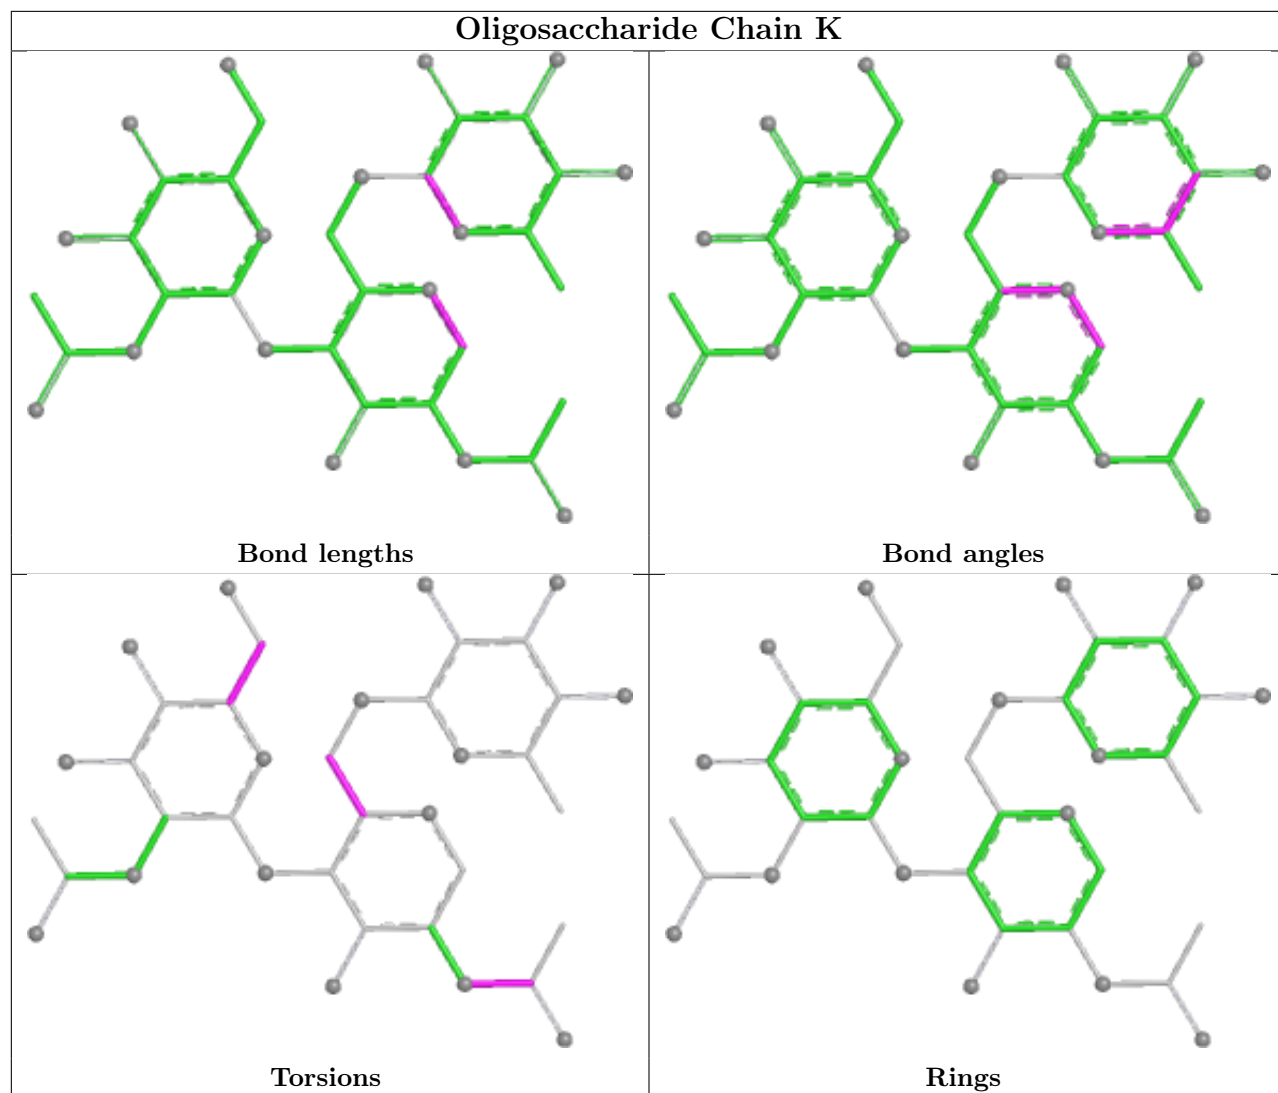 Oligosaccharide Chain K
Bond lengths
Bond angles
Torsions
Rings